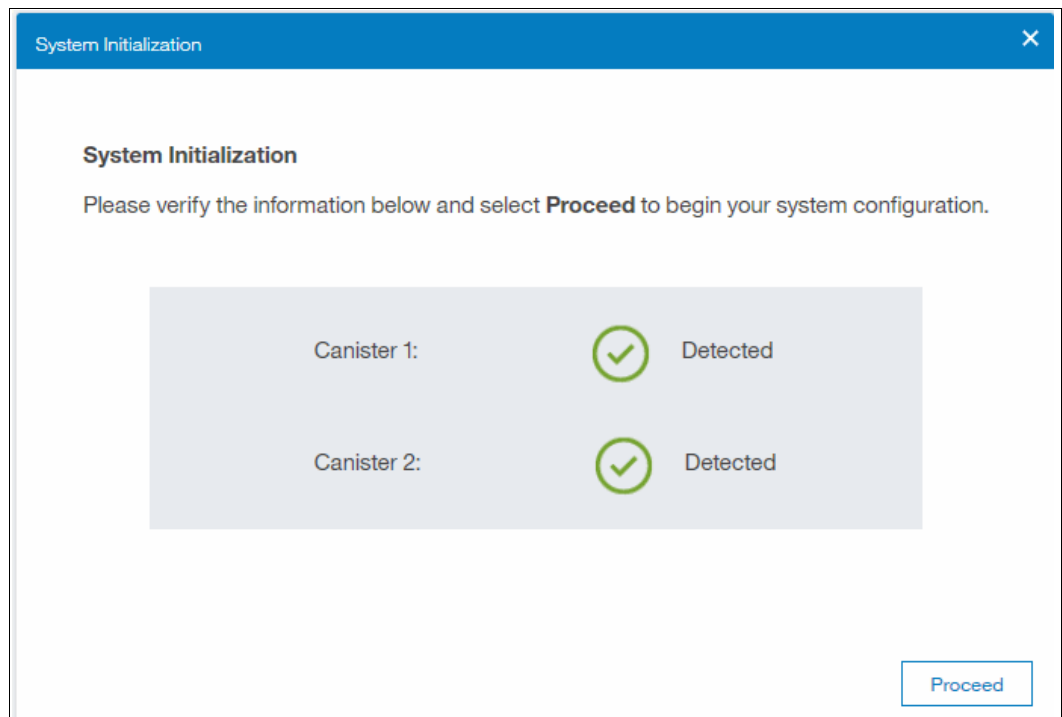 System Initialization
System Initialization
Please verify the information below and select Proceed to begin your system configuration.
Canister 1: Detected
Canister 2: Detected
Proceed